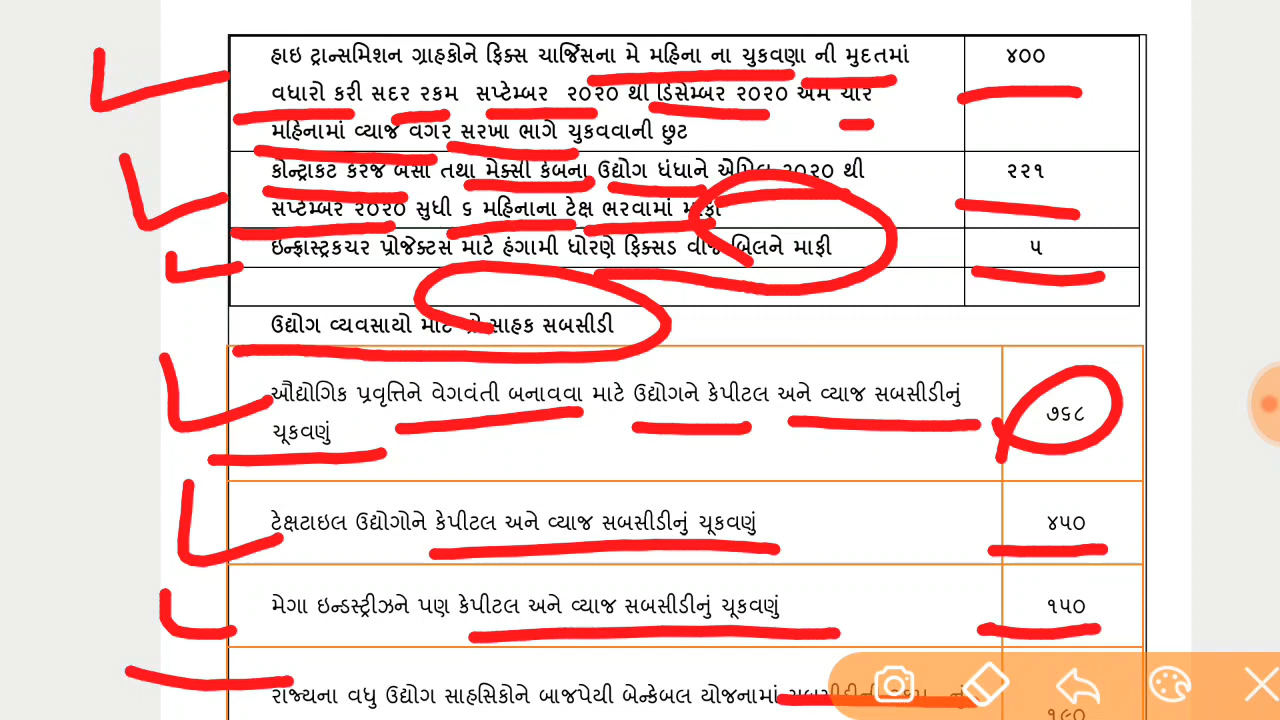 હાઇ ટ્રાન્સમિશન ગ્રાહકોને ફિક્સ ચાર્જિસના મે મહિના ના ચુકવણા ની મુદતમાં ૪૦૦
વધારો કરી સદર રકમ સપ્ટેમ્બર ૨૦૨૦ થી ડિસેમ્બર ૨૦૨૦ એમ ચાર
મહિનામાં વ્યાજ વગર સરખા ભાગે ચુકવવાની છુટ
કોન્ટ્રાકટ કેરેજ બસો તથા મેક્સી કેબના ઉદ્યોગ ધંધાને એપ્રિલ ૨૦૨૦ થી ૨૨૧
સપ્ટેમ્બર ૨૦૨૦ સુધી ૬ મહિનાના ટેક્ષ ભરવામાં માફી
ઇન્ફ્રાસ્ટ્રકચર પ્રોજેક્ટસ માટે હંગામી ધોરણે ફિક્સડ વીજ બિલને માફી ૫
ઉદ્યોગ વ્યવસાયો માટે પ્રોત્સાહક સબસીડી
ઔદ્યોગિક પ્રવૃત્તિને વેગવંતી બનાવવા માટે ઉદ્યોગને કેપીટલ અને વ્યાજ સબસીડીનું ૭૬૮
ચૂકવણું
ટેક્ષટાઇલ ઉદ્યોગોને કેપીટલ અને વ્યાજ સબસીડીનું ચૂકવણું ૪૫૦
મેગા ઇન્ડસ્ટ્રીઝને પણ કેપીટલ અને વ્યાજ સબસીડીનું ચૂકવણું ૧૫૦
રાજ્યના વધુ ઉદ્યોગ સાહસિકોને બાજપેયી બેન્કેબલ યોજનામાં ૧૯૦